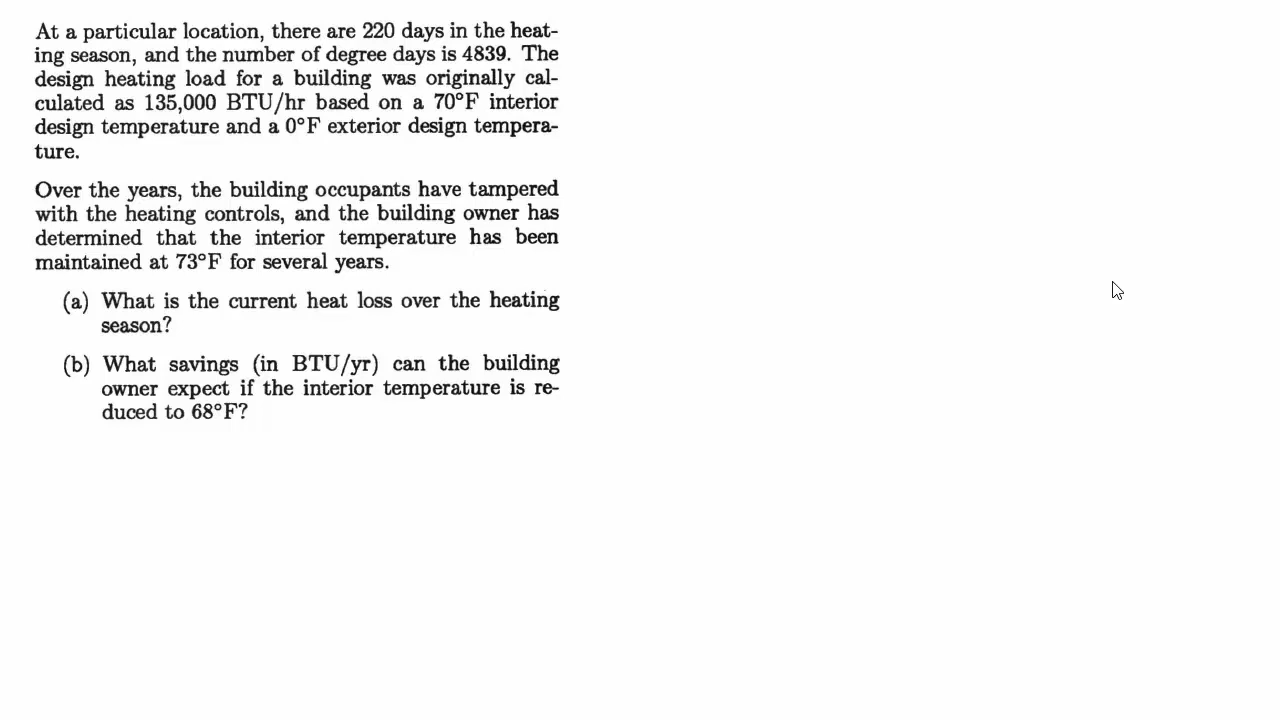 At a particular location, there are 220 days in the heat-
ing season, and the number of degree days is 4839. The
design heating load for a building was originally cal-
culated as 135,000 BTU/hr based on a 70°F interior
design temperature and a 0°F exterior design tempera-
ture.
Over the years, the building occupants have tampered
with the heating controls, and the building owner has
determined that the interior temperature has been
maintained at 73°F for several years.
(a) What is the current heat loss over the heating
season?
(b) What savings (in BTU/yr) can the building
owner expect if the interior temperature is re-
duced to 68°F?